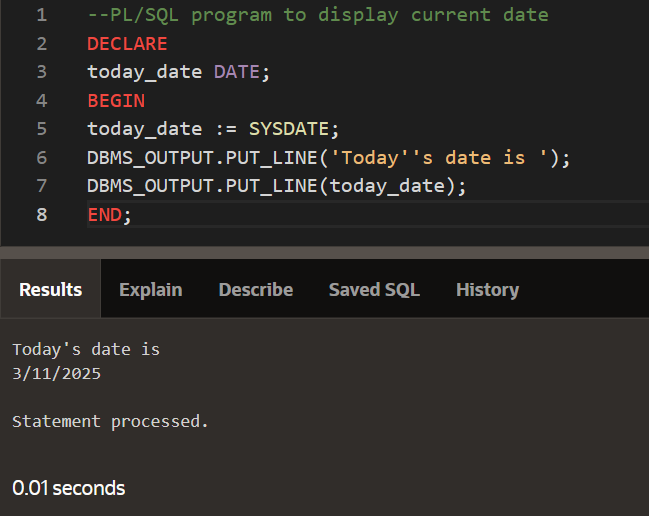 1 --PL/SQL program to display current date
2 DECLARE
3 today_date DATE;
4 BEGIN
5 today_date := SYSDATE;
6 DBMS_OUTPUT.PUT_LINE('Today''s date is ');
7 DBMS_OUTPUT.PUT_LINE(today_date);
8 END;
Results Explain Describe Saved SQL History
Today's date is
3/11/2025
Statement processed.
0.01 seconds